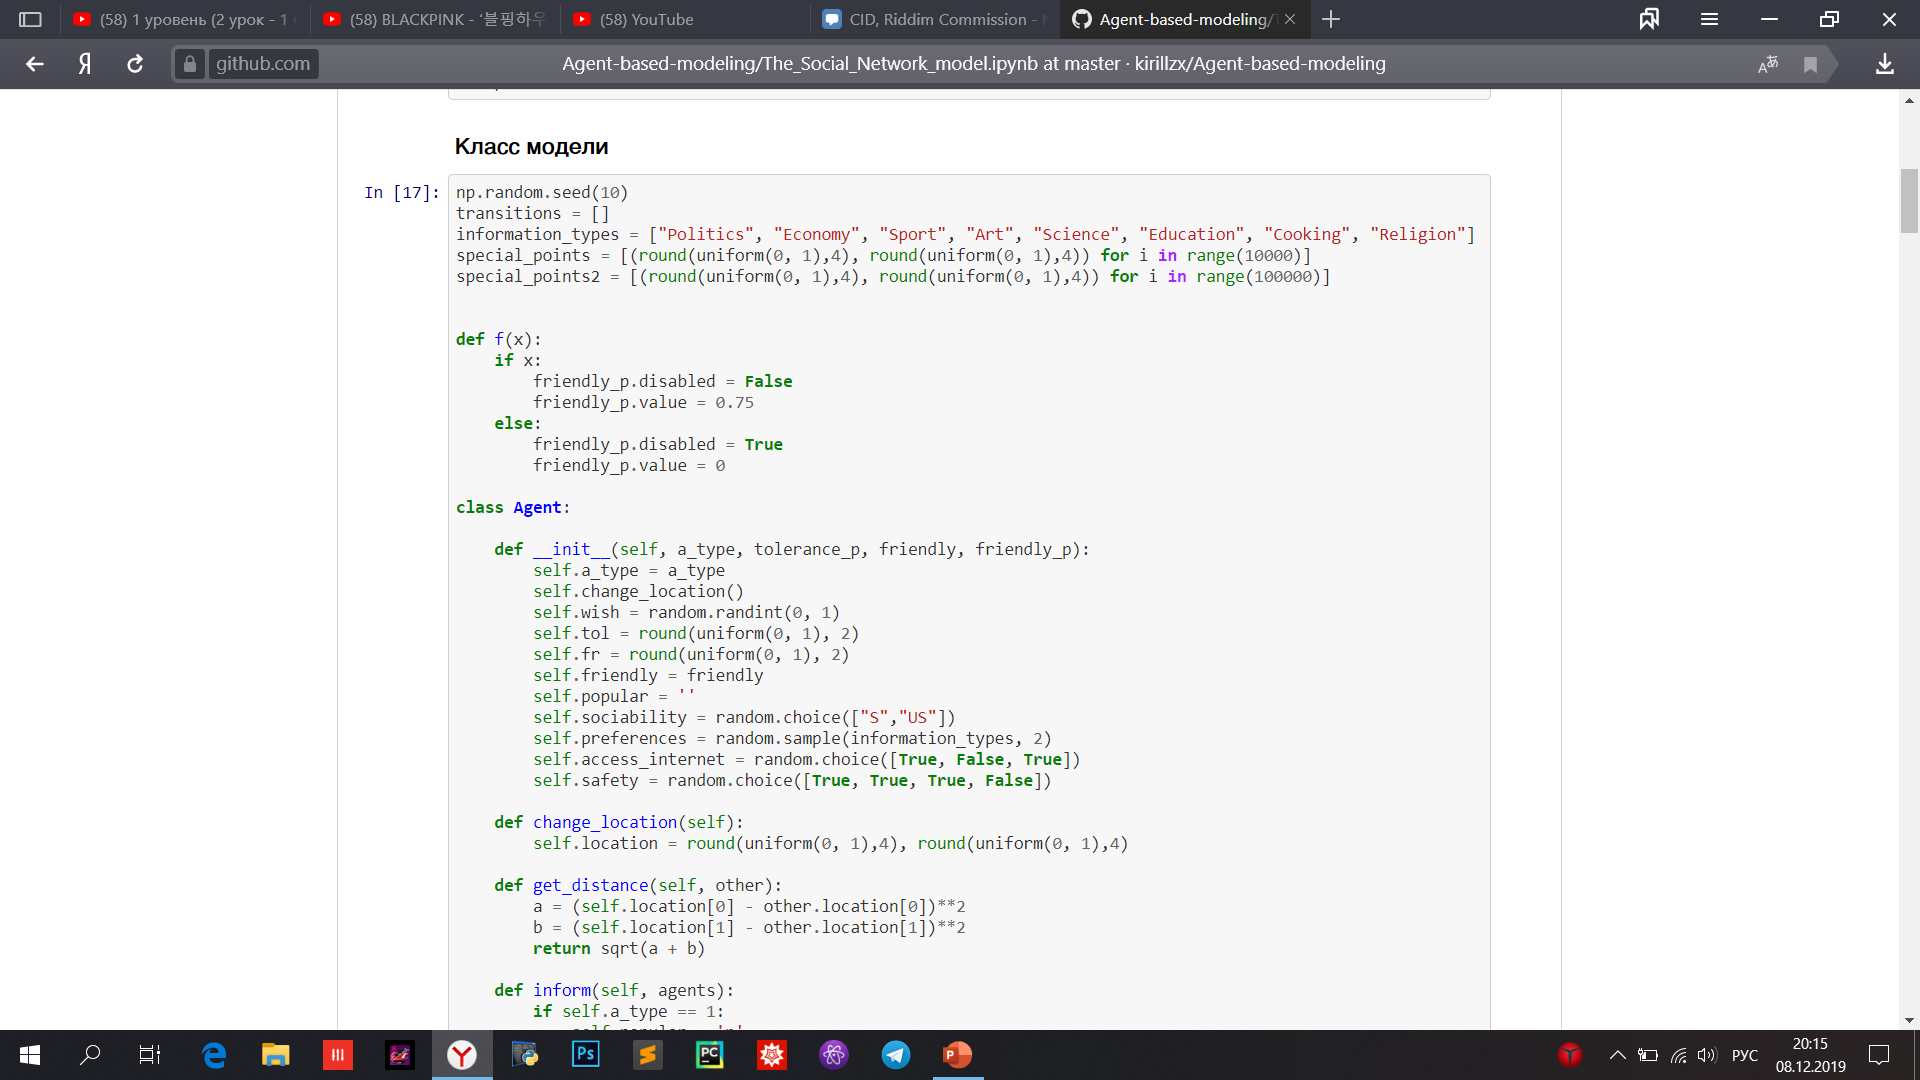 (58) 1 уровень (2 урок - 1
(58) BLACKPINK - '블핑하우
(58) YouTube
CID, Riddim Commission -
Agent-based-modeling/
Я
github.com
Agent-based-modeling/The_Social_Network_model.ipynb at master · kirillzx/Agent-based-modeling
Класс модели
In [17]:
np.random.seed(10)
transitions = []
information_types = ["Politics", "Economy", "Sport", "Art", "Science", "Education", "Cooking", "Religion"]
special_points = [(round(uniform(0, 1),4), round(uniform(0, 1),4)) for i in range(10000)]
special_points2 = [(round(uniform(0, 1),4), round(uniform(0, 1),4)) for i in range(100000)]
def f(x):
    if x:
        friendly_p.disabled = False
        friendly_p.value = 0.75
    else:
        friendly_p.disabled = True
        friendly_p.value = 0
class Agent:
    def __init__(self, a_type, tolerance_p, friendly, friendly_p):
        self.a_type = a_type
        self.change_location()
        self.wish = random.randint(0, 1)
        self.tol = round(uniform(0, 1), 2)
        self.fr = round(uniform(0, 1), 2)
        self.friendly = friendly
        self.popular = ''
        self.sociability = random.choice(["S","US"])
        self.preferences = random.sample(information_types, 2)
        self.access_internet = random.choice([True, False, True])
        self.safety = random.choice([True, True, True, False])
    def change_location(self):
        self.location = round(uniform(0, 1),4), round(uniform(0, 1),4)
    def get_distance(self, other):
        a = (self.location[0] - other.location[0])**2
        b = (self.location[1] - other.location[1])**2
        return sqrt(a + b)
    def inform(self, agents):
        if self.a_type == 1:
Ps
PC
P
РУС
20:15
08.12.2019